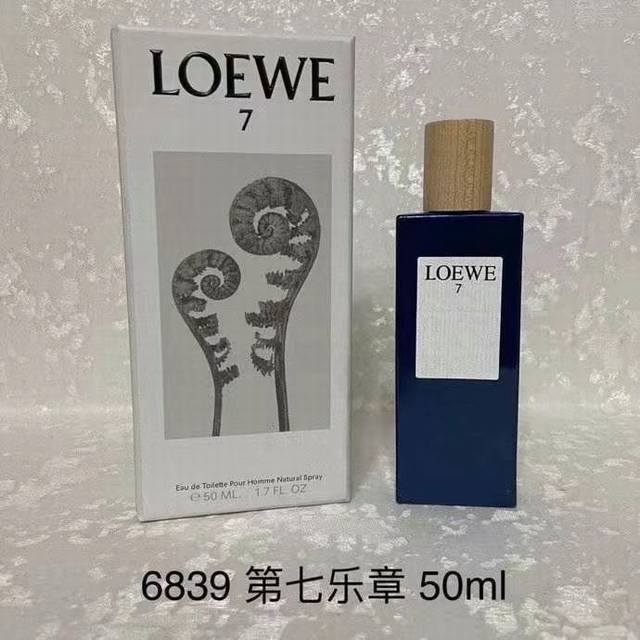 LOEWE
7
Eau de Toilette Pour Homme Natural Spray
℮ 50 ML. 1.7 FL. OZ.
LOEWE
7
6839 第七乐章 50ml